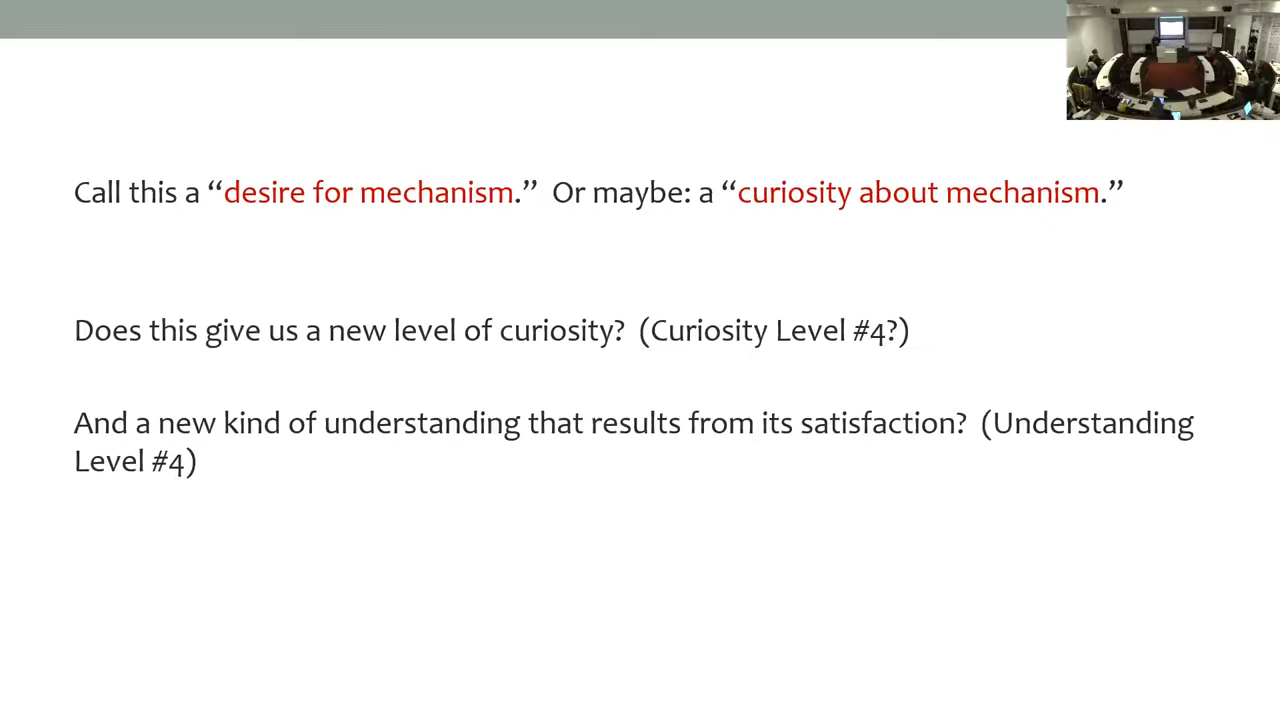 Call this a “desire for mechanism.” Or maybe: a “curiosity about mechanism.”
Does this give us a new level of curiosity? (Curiosity Level #4?)
And a new kind of understanding that results from its satisfaction? (Understanding
Level #4)